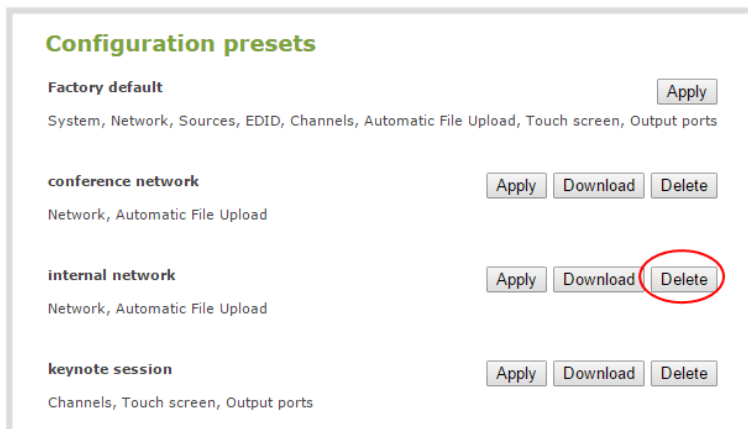 Configuration presets
Factory default Apply
System, Network, Sources, EDID, Channels, Automatic File Upload, Touch screen, Output ports
conference network Apply Download Delete
Network, Automatic File Upload
internal network Apply Download Delete
Network, Automatic File Upload
keynote session Apply Download Delete
Channels, Touch screen, Output ports